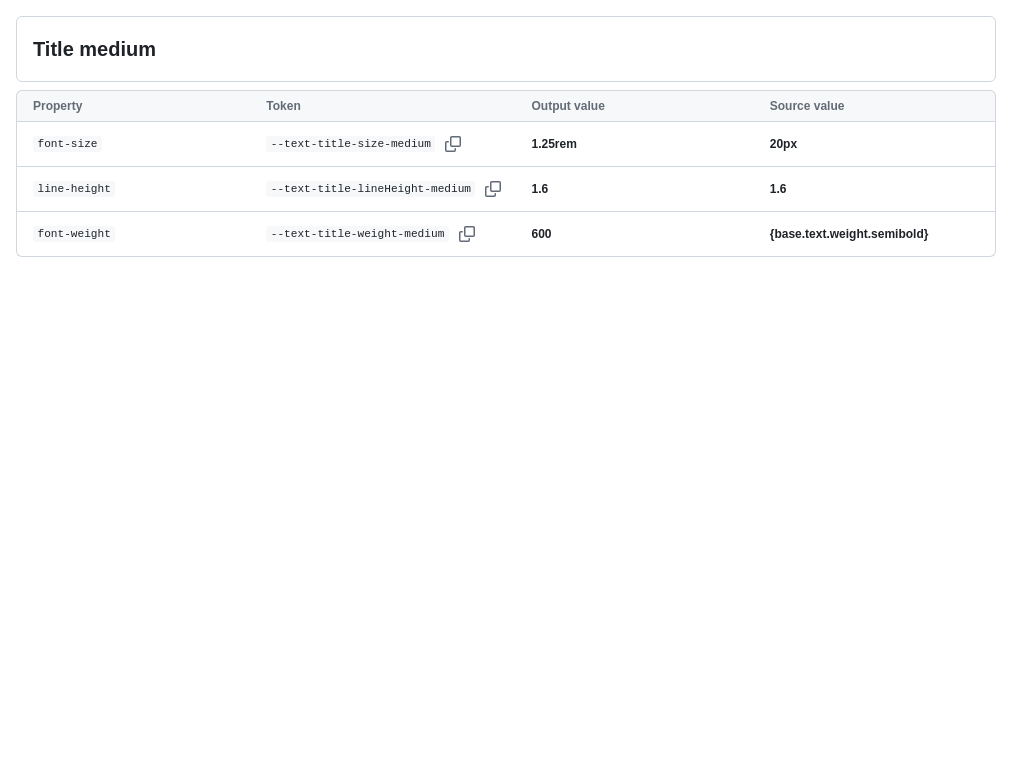 Title medium
Property Token Output value Source value
font-size --text-title-size-medium 1.25rem 20px
line-height --text-title-lineHeight-medium 1.6 1.6
font-weight --text-title-weight-medium 600 {base.text.weight.semibold}